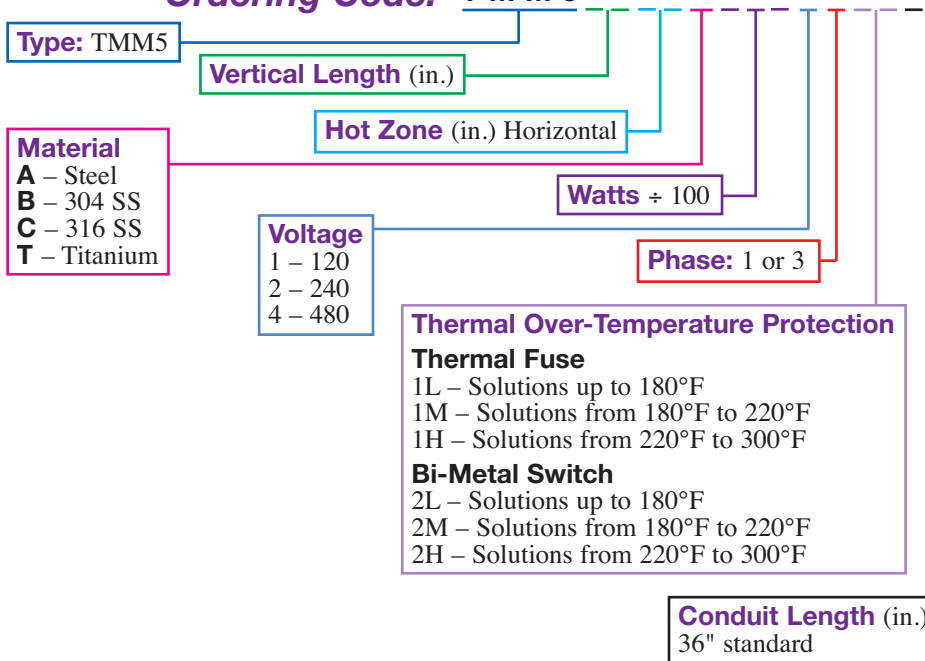 Ordering Code:
Type: TMM5
Vertical Length (in.)
Hot Zone (in.) Horizontal
Material
A – Steel
B – 304 SS
C – 316 SS
T – Titanium
Watts ÷ 100
Voltage
1 – 120
2 – 240
4 – 480
Phase: 1 or 3
Thermal Over-Temperature Protection
Thermal Fuse
1L – Solutions up to 180°F
1M – Solutions from 180°F to 220°F
1H – Solutions from 220°F to 300°F
Bi-Metal Switch
2L – Solutions up to 180°F
2M – Solutions from 180°F to 220°F
2H – Solutions from 220°F to 300°F
Conduit Length (in.)
36" standard